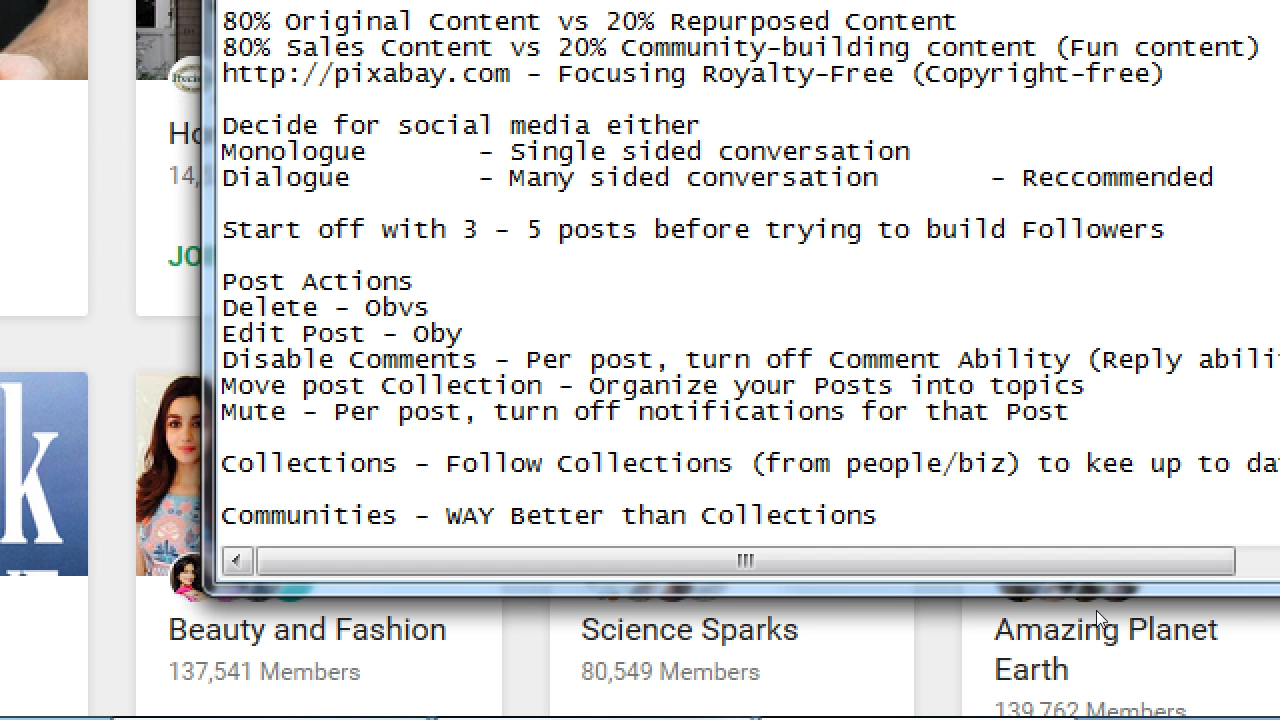 80% Original Content vs 20% Repurposed Content
80% Sales Content vs 20% Community-building content (Fun content)
http://pixabay.com - Focusing Royalty-Free (Copyright-free)
Decide for social media either
Monologue - Single sided conversation
Dialogue - Many sided conversation - Reccommended
Start off with 3 - 5 posts before trying to build Followers
Post Actions
Delete - Obvs
Edit Post - Oby
Disable Comments - Per post, turn off Comment Ability (Reply abili
Move post Collection - Organize your Posts into topics
Mute - Per post, turn off notifications for that Post
Collections - Follow Collections (from people/biz) to kee up to da
Communities - WAY Better than Collections
Ho
14,
JO
k
Beauty and Fashion
137,541 Members
Science Sparks
80,549 Members
Amazing Planet
Earth
139,762 Members